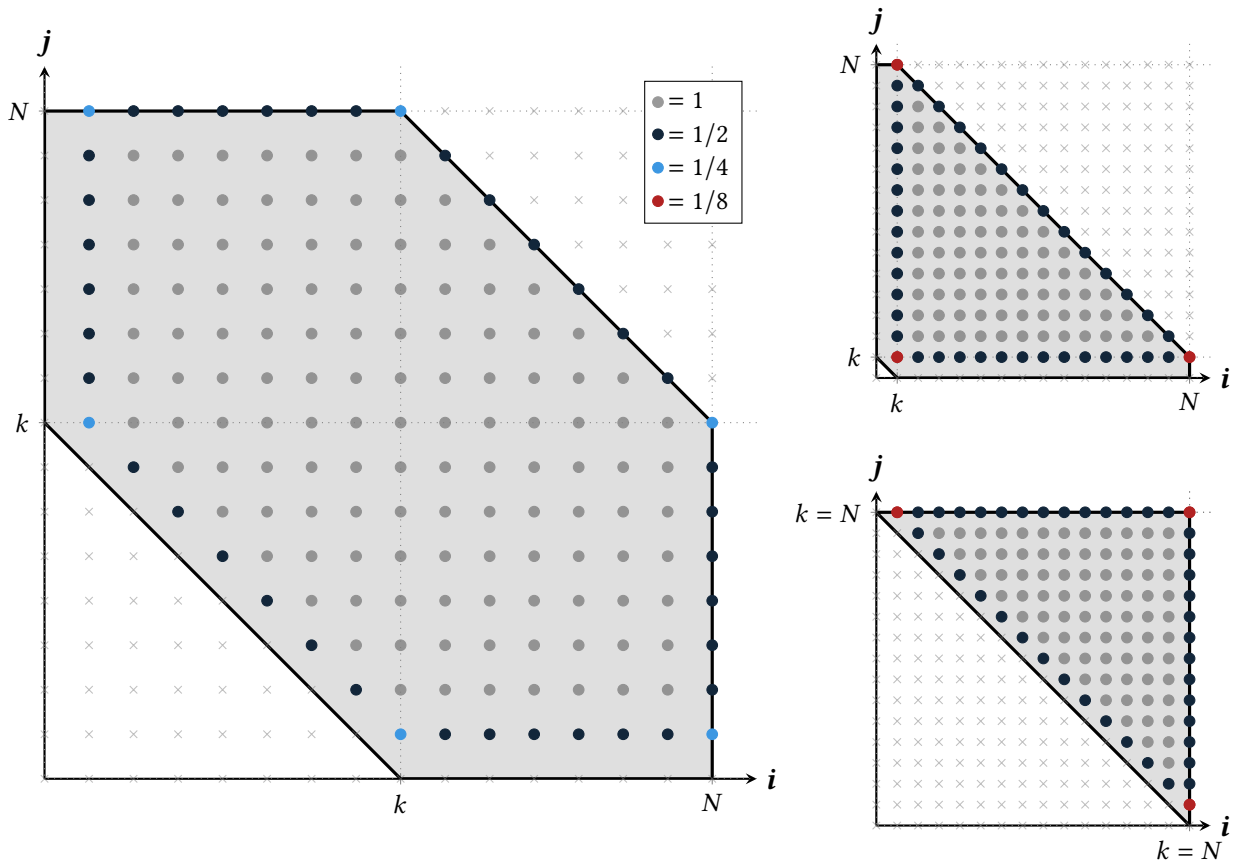 j
N
k
k
N
i
= 1
= 1/2
= 1/4
= 1/8
j
N
k
k
N
i
j
k = N
i
k = N